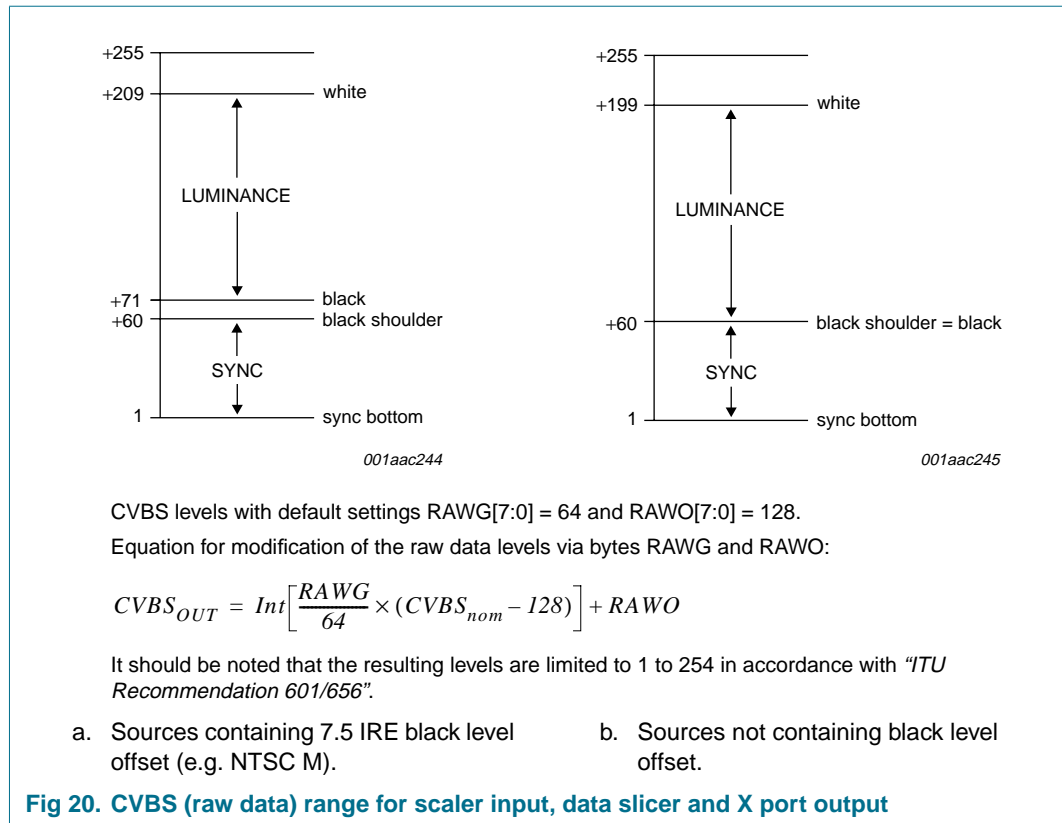 +255
+209
white
LUMINANCE
+71
black
+60
black shoulder
SYNC
1
sync bottom
001aac244
+255
+199
white
LUMINANCE
+60
black shoulder = black
SYNC
1
sync bottom
001aac245
CVBS levels with default settings RAWG[7:0] = 64 and RAWO[7:0] = 128.
Equation for modification of the raw data levels via bytes RAWG and RAWO:
CVBS_OUT = Int[RAWG/64 × (CVBS_nom – 128)] + RAWO
It should be noted that the resulting levels are limited to 1 to 254 in accordance with “ITU
Recommendation 601/656”.
a. Sources containing 7.5 IRE black level
offset (e.g. NTSC M).
b. Sources not containing black level
offset.
Fig 20. CVBS (raw data) range for scaler input, data slicer and X port output